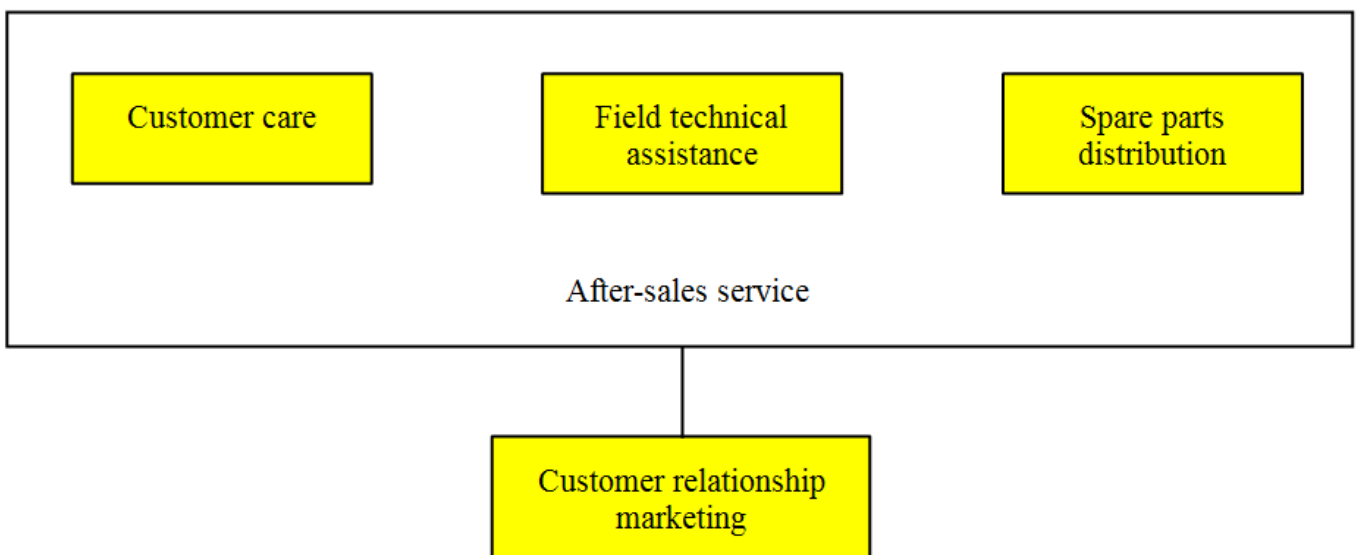 Customer care
Field technical
assistance
Spare parts
distribution
After-sales service
Customer relationship
marketing